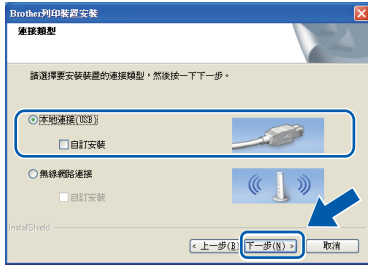 Brother列印裝置安裝
連接類型
請選擇要安裝裝置的連接類型，然後按一下下一步。
本地連接(USB)
自訂安裝
無線網路連接
自訂安裝
InstallShield
< 上一步(B)
下一步(N) >
取消